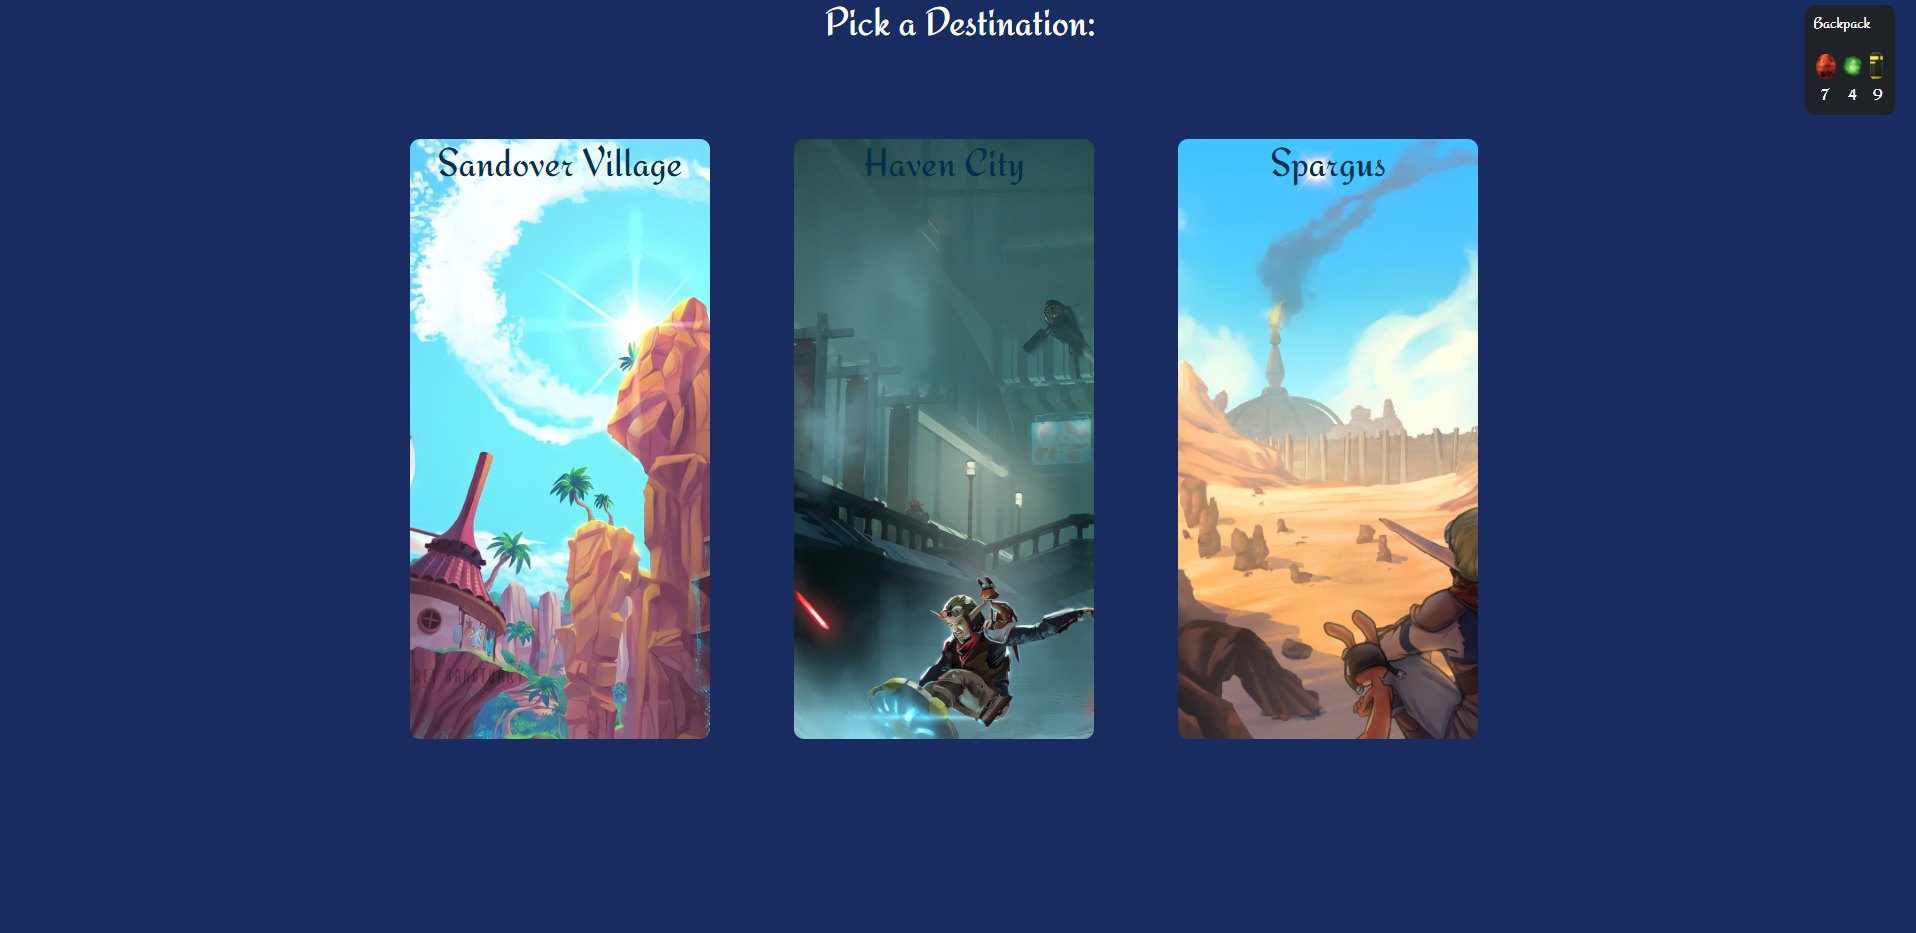 Pick a Destination:
Backpack
7 4 9
Sandover Village
Haven City
Spargus